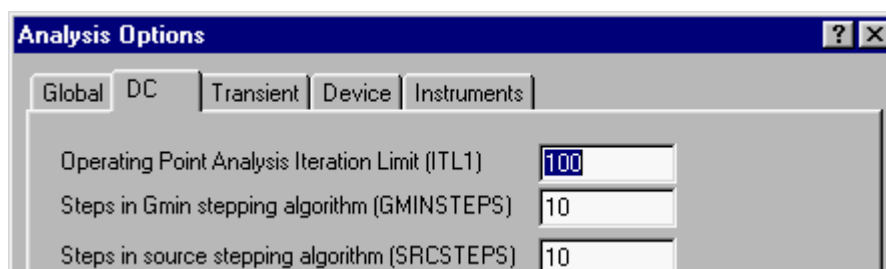 Analysis Options
Global DC Transient Device Instruments
Operating Point Analysis Iteration Limit (ITL1) 100
Steps in Gmin stepping algorithm (GMINSTEPS) 10
Steps in source stepping algorithm (SRCSTEPS) 10